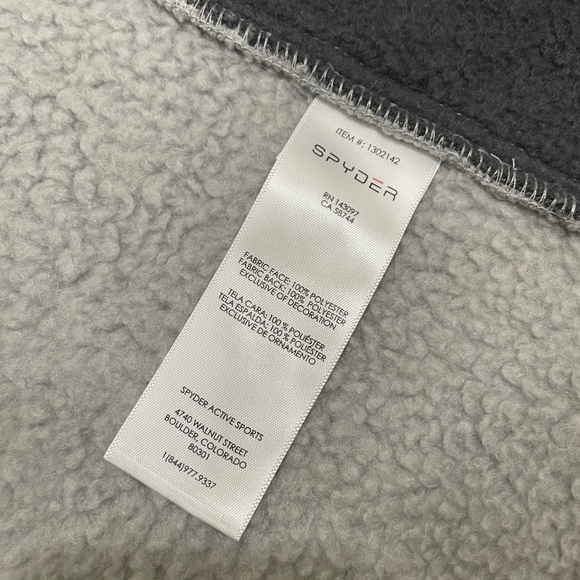 ITEM #: 1302142
SPYDER
RN 143097
CA 58744
FABRIC FACE: 100% POLYESTER
FABRIC BACK: 100% POLYESTER
EXCLUSIVE OF DECORATION
TELA CARA: 100 % POLIÉSTER
TELA ESPALDA: 100 % POLIÉSTER
EXCLUSIVE DE ORNAMENTO
SPYDER ACTIVE SPORTS
4740 WALNUT STREET
BOULDER, COLORADO
80301
1(844)977.9337